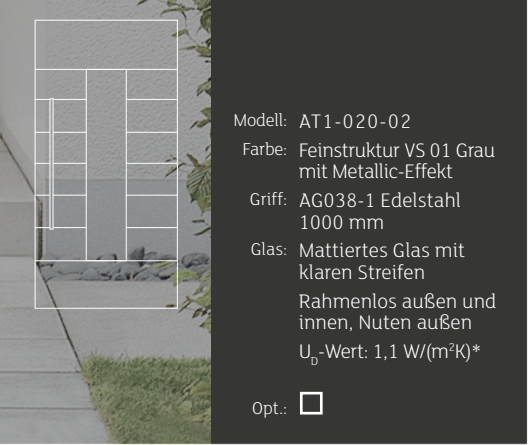 Modell: AT1-020-02
Farbe: Feinstruktur VS 01 Grau
mit Metallic-Effekt
Griff: AG038-1 Edelstahl
1000 mm
Glas: Mattiertes Glas mit
klaren Streifen
Rahmenlos außen und
innen, Nuten außen
U_D-Wert: 1,1 W/(m²K)*
Opt.: